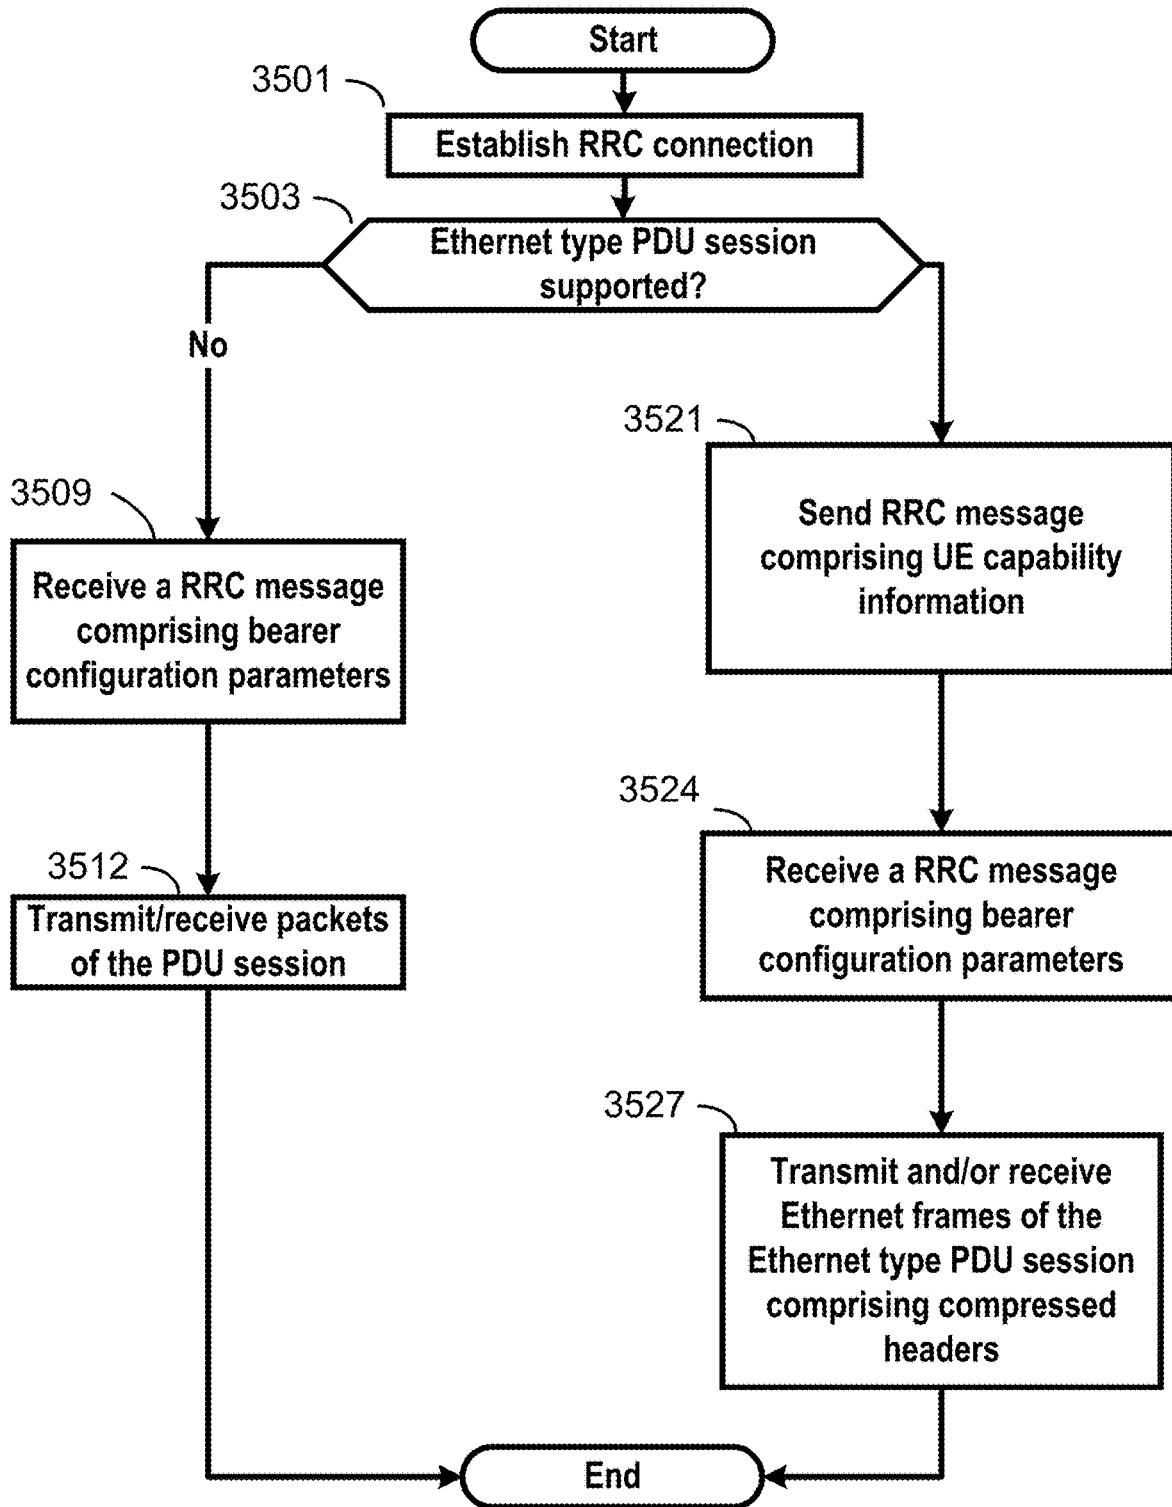 Start
3501
Establish RRC connection
3503
Ethernet type PDU session
supported?
No
3521
Send RRC message
comprising UE capability
information
3509
Receive a RRC message
comprising bearer
configuration parameters
3524
Receive a RRC message
comprising bearer
configuration parameters
3512
Transmit/receive packets
of the PDU session
3527
Transmit and/or receive
Ethernet frames of the
Ethernet type PDU session
comprising compressed
headers
End